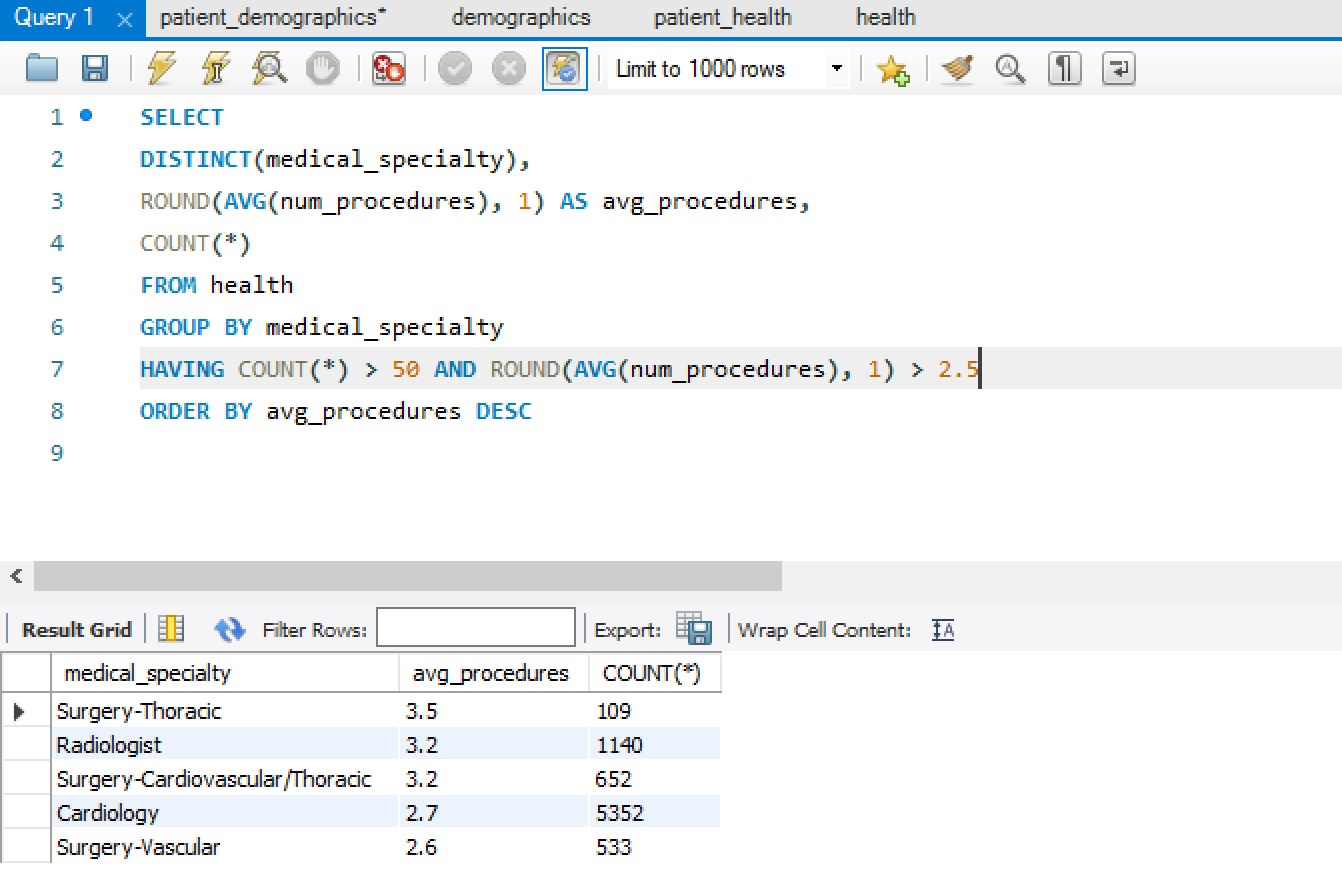 Query 1 patient_demographics* demographics patient_health health
Limit to 1000 rows
1 SELECT
2 DISTINCT(medical_specialty),
3 ROUND(AVG(num_procedures), 1) AS avg_procedures,
4 COUNT(*)
5 FROM health
6 GROUP BY medical_specialty
7 HAVING COUNT(*) > 50 AND ROUND(AVG(num_procedures), 1) > 2.5
8 ORDER BY avg_procedures DESC
9
Result Grid Filter Rows: Export: Wrap Cell Content: IA
medical_specialty avg_procedures COUNT(*)
Surgery-Thoracic 3.5 109
Radiologist 3.2 1140
Surgery-Cardiovascular/Thoracic 3.2 652
Cardiology 2.7 5352
Surgery-Vascular 2.6 533